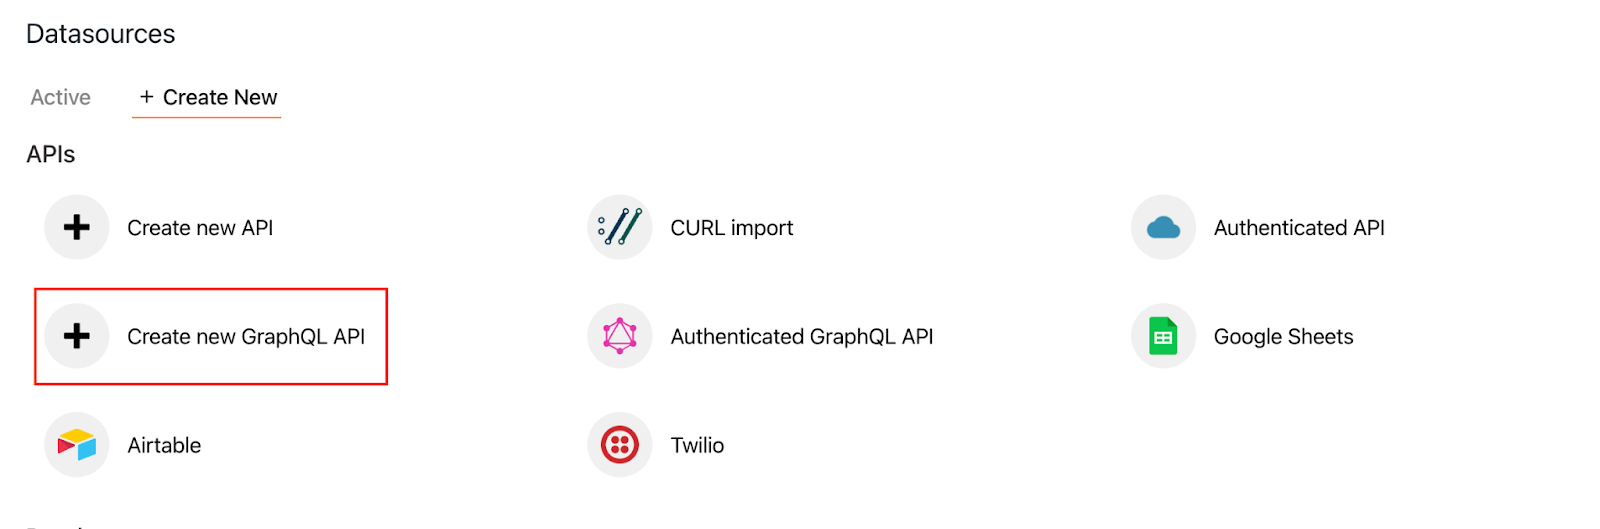 Datasources
Active + Create New
APIs
Create new API CURL import Authenticated API
Create new GraphQL API Authenticated GraphQL API Google Sheets
Airtable Twilio